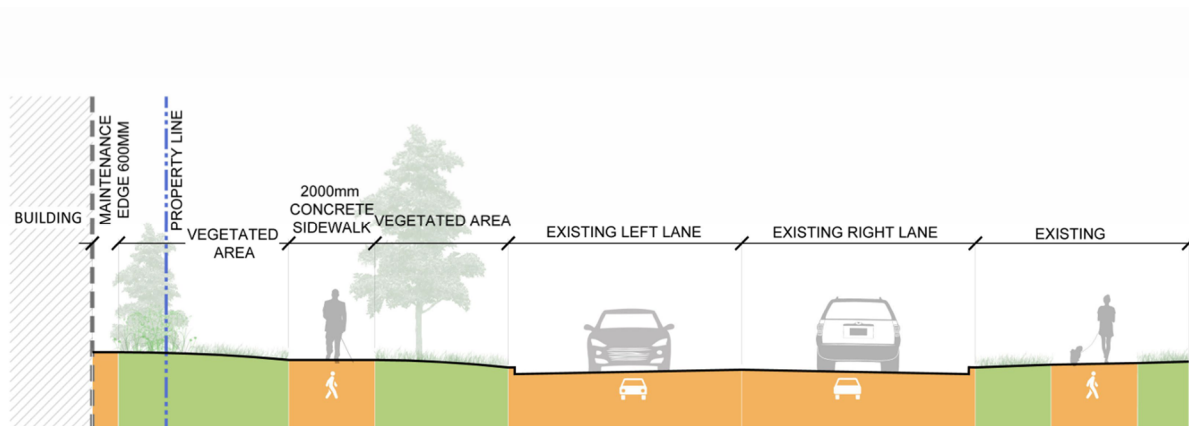 BUILDING
MAINTENANCE
EDGE 600MM
PROPERTY LINE
VEGETATED
AREA
2000mm
CONCRETE
SIDEWALK
VEGETATED AREA
EXISTING LEFT LANE
EXISTING RIGHT LANE
EXISTING